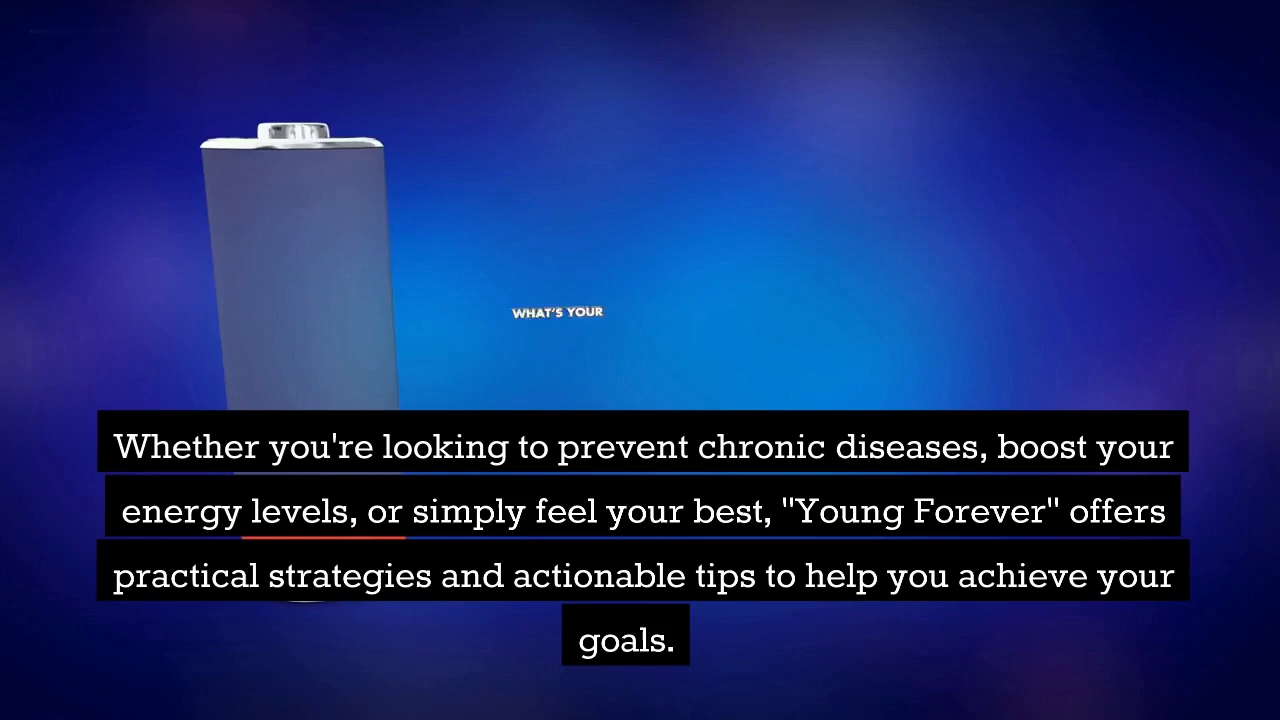 WHAT'S YOUR
Whether you're looking to prevent chronic diseases, boost your
energy levels, or simply feel your best, "Young Forever" offers
practical strategies and actionable tips to help you achieve your
goals.